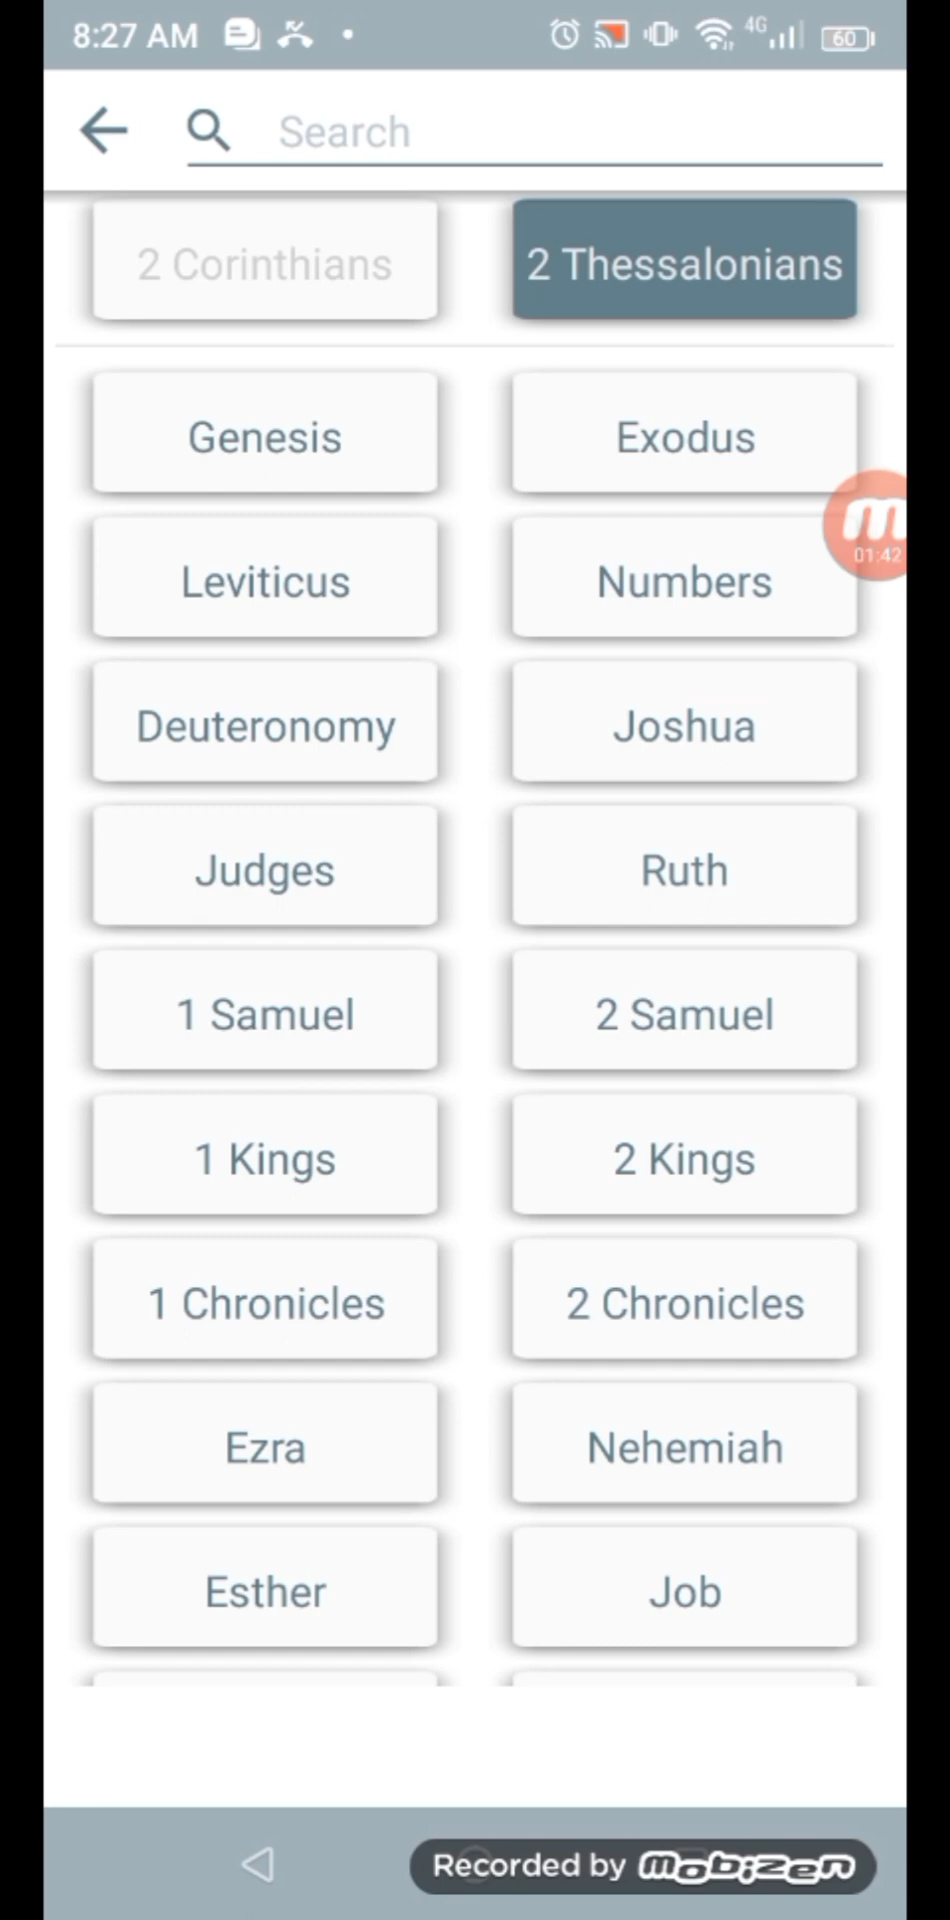 8:27 AM 4G 60
Search
2 Corinthians 2 Thessalonians
Genesis Exodus
m
01:42
Leviticus Numbers
Deuteronomy Joshua
Judges Ruth
1 Samuel 2 Samuel
1 Kings 2 Kings
1 Chronicles 2 Chronicles
Ezra Nehemiah
Esther Job
Recorded by mobizen